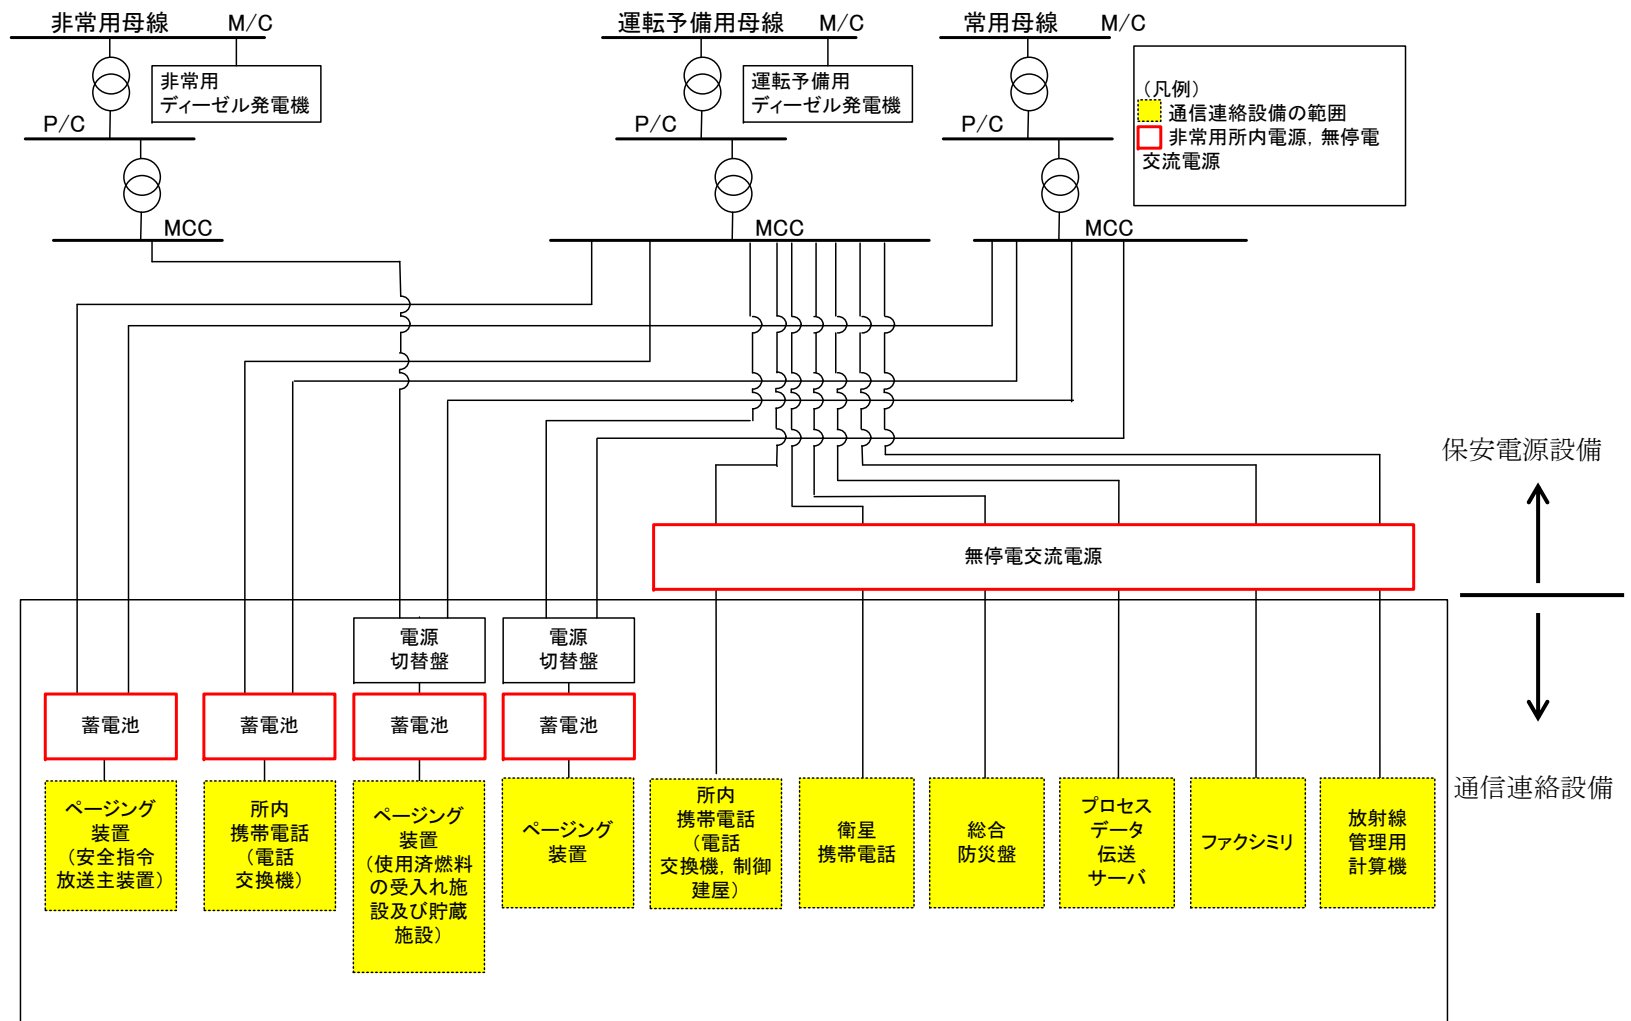 非常用母線 M/C
運転予備用母線 M/C
常用母線 M/C
非常用
ディーゼル発電機
運転予備用
ディーゼル発電機
(凡例)
通信連絡設備の範囲
非常用所内電源, 無停電
交流電源
P/C
P/C
P/C
MCC
MCC
MCC
保安電源設備
無停電交流電源
電源
切替盤
電源
切替盤
蓄電池
蓄電池
蓄電池
蓄電池
通信連絡設備
ページング
装置
(安全指令
放送主装置)
所内
携帯電話
(電話
交換機)
ページング
装置
(使用済燃料
の受入れ施
設及び貯蔵
施設)
ページング
装置
所内
携帯電話
(電話
交換機, 制御
建屋)
衛星
携帯電話
総合
防災盤
プロセス
データ
伝送
サーバ
ファクシミリ
放射線
管理用
計算機